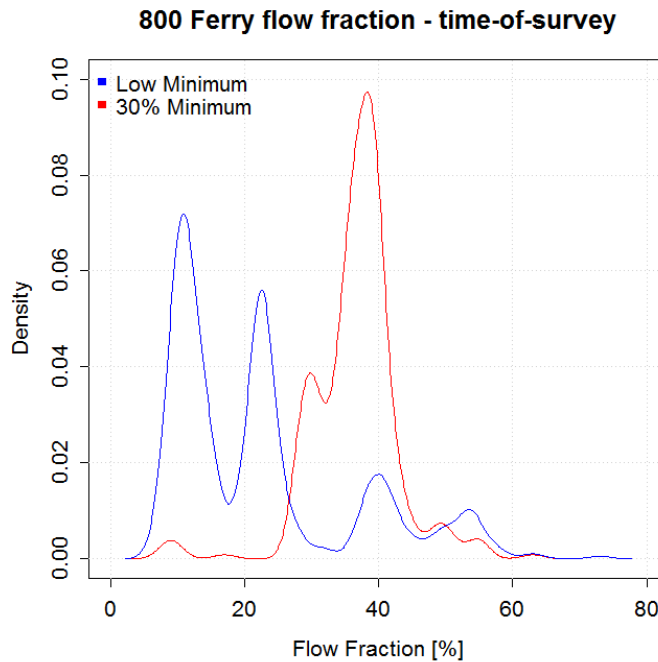 800 Ferry flow fraction - time-of-survey
Low Minimum
30% Minimum
0.10
0.08
0.06
0.04
0.02
0.00
Density
0
20
40
60
80
Flow Fraction [%]